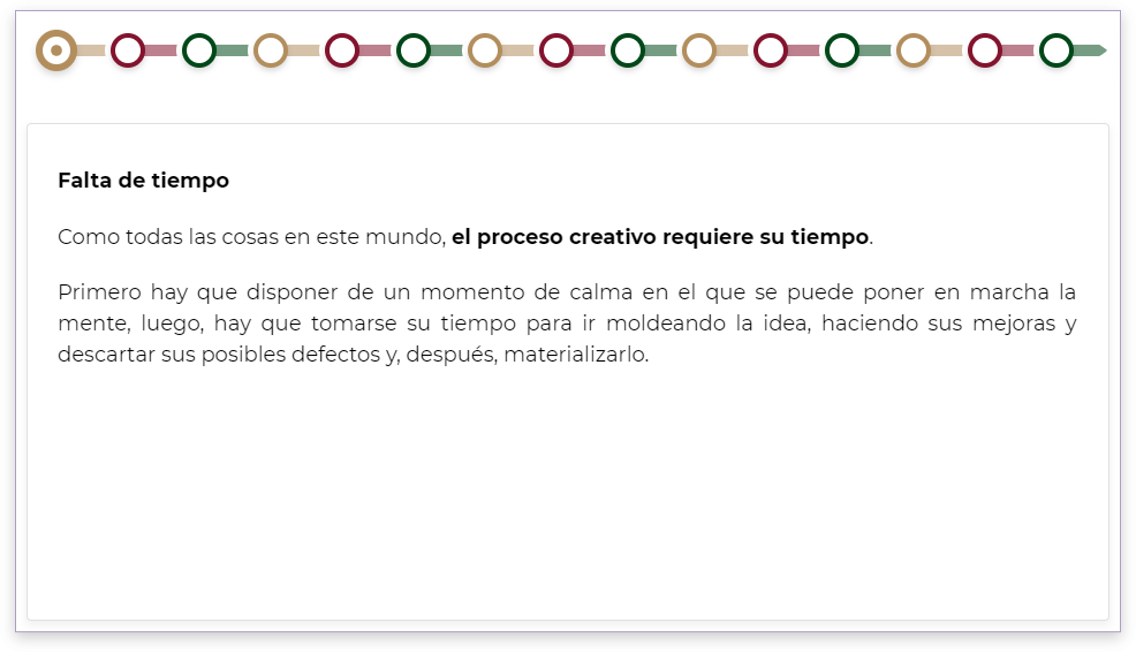 Falta de tiempo
Como todas las cosas en este mundo, el proceso creativo requiere su tiempo.
Primero hay que disponer de un momento de calma en el que se puede poner en marcha la
mente, luego, hay que tomarse su tiempo para ir moldeando la idea, haciendo sus mejoras y
descartar sus posibles defectos y, después, materializarlo.